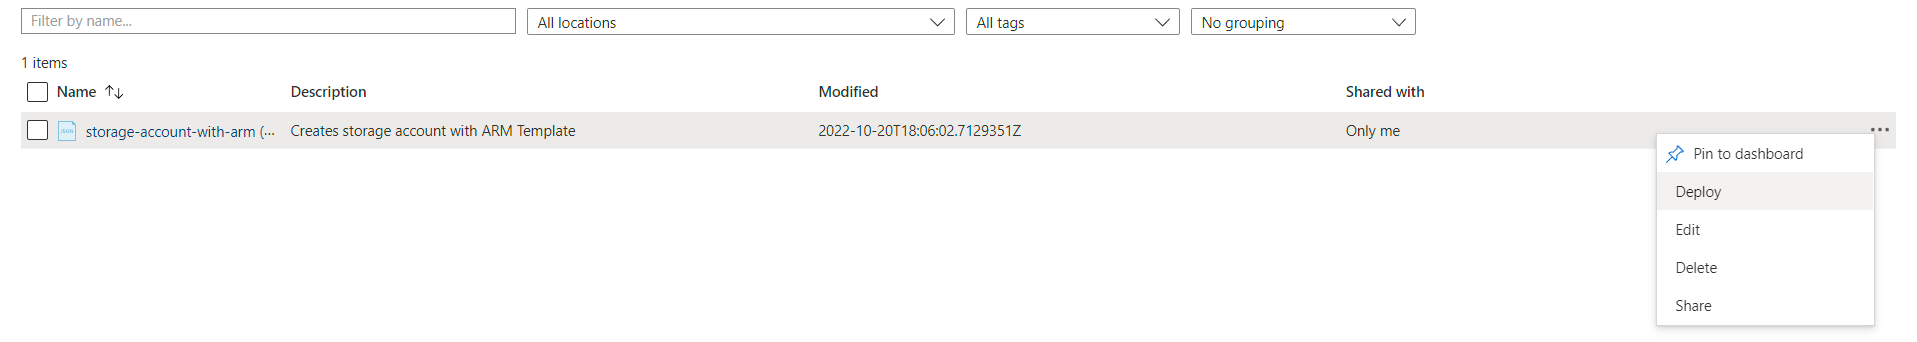 Filter by name...
All locations
All tags
No grouping
1 items
Name Description Modified Shared with
JSON storage-account-with-arm (... Creates storage account with ARM Template 2022-10-20T18:06:02.7129351Z Only me
Pin to dashboard
Deploy
Edit
Delete
Share